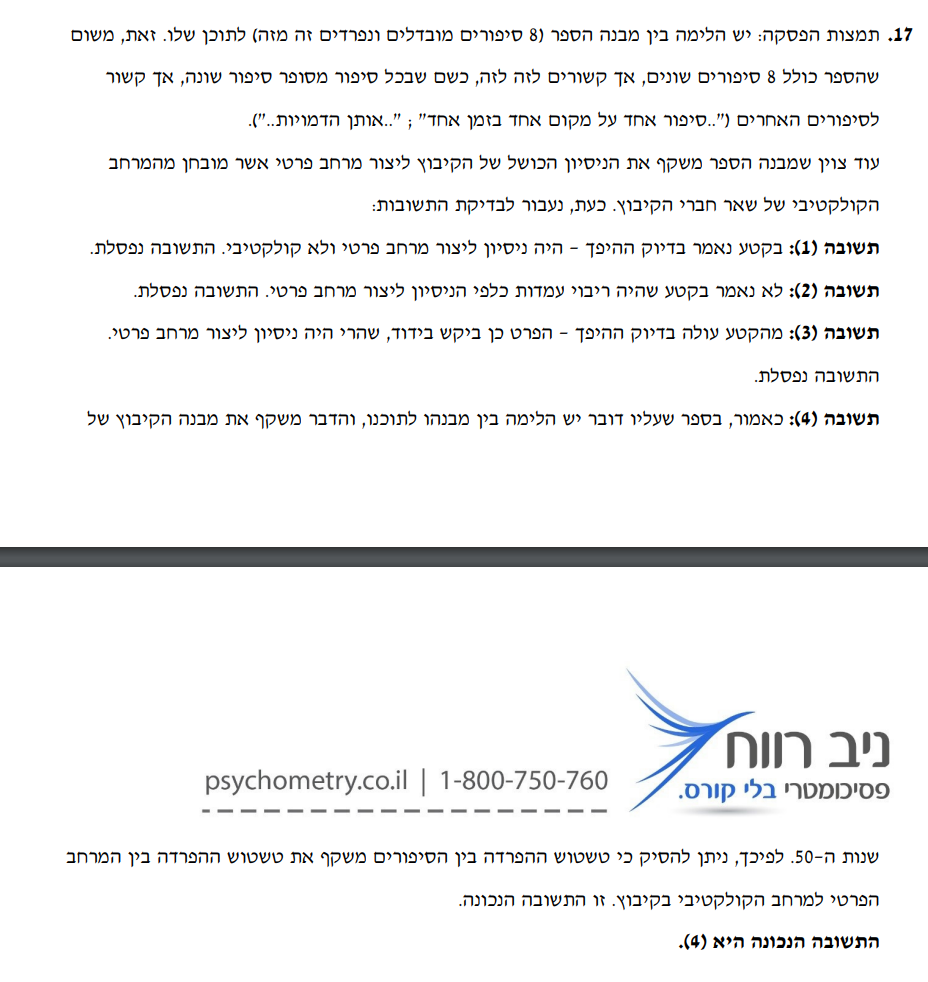 17. תמצות הפסקה: יש הלימה בין מבנה הספר (8 סיפורים מובדלים ונפרדים זה מזה) לתוכן שלו. זאת, משום
שהספר כולל 8 סיפורים שונים, אך קשורים לזה לזה, כשם שבכל סיפור מסופר סיפור שונה, אך קשור
לסיפורים האחרים ("..סיפור אחד על מקום אחד בזמן אחד" ; "..אותן הדמויות..").
עוד צוין שמבנה הספר משקף את הניסיון הכושל של הקיבוץ ליצור מרחב פרטי אשר מובחן מהמרחב
הקולקטיבי של שאר חברי הקיבוץ. כעת, נעבור לבדיקת התשובות:
תשובה (1): בקטע נאמר בדיוק ההיפך – היה ניסיון ליצור מרחב פרטי ולא קולקטיבי. התשובה נפסלת.
תשובה (2): לא נאמר בקטע שהיה ריבוי עמדות כלפי הניסיון ליצור מרחב פרטי. התשובה נפסלת.
תשובה (3): מהקטע עולה בדיוק ההיפך – הפרט כן ביקש בידוד, שהרי היה ניסיון ליצור מרחב פרטי.
התשובה נפסלת.
תשובה (4): כאמור, בספר שעליו דובר יש הלימה בין מבנהו לתוכנו, והדבר משקף את מבנה הקיבוץ של
ניב רווח
פסיכומטרי בלי קורס.
psychometry.co.il | 1-800-750-760
שנות ה-50. לפיכך, ניתן להסיק כי טשטוש ההפרדה בין הסיפורים משקף את טשטוש ההפרדה בין המרחב
הפרטי למרחב הקולקטיבי בקיבוץ. זו התשובה הנכונה.
התשובה הנכונה היא (4).